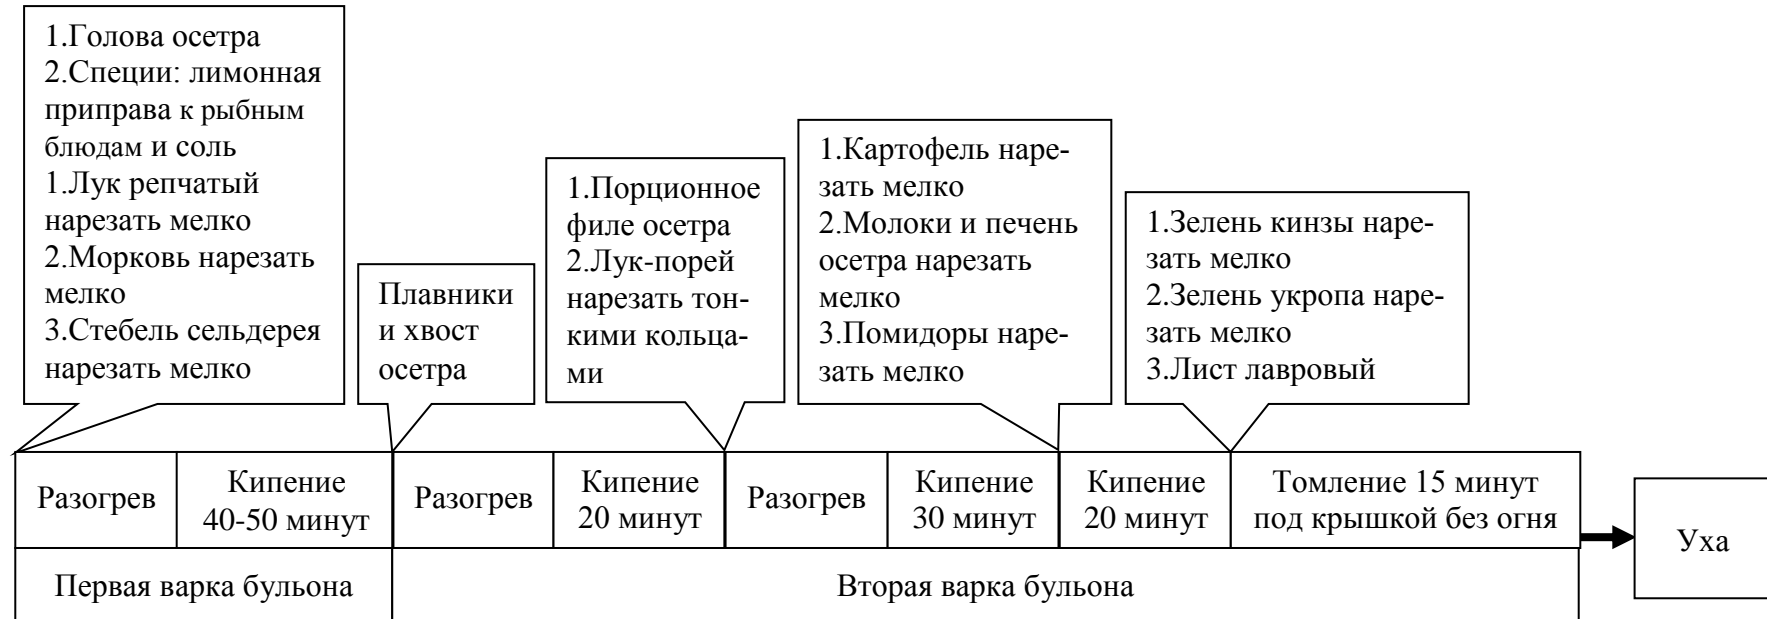 1.Голова осетра
2.Специи: лимонная
приправа к рыбным
блюдам и соль
1.Лук репчатый
нарезать мелко
2.Морковь нарезать
мелко
3.Стебель сельдерея
нарезать мелко
Плавники
и хвост
осетра
1.Порционное
филе осетра
2.Лук-порей
нарезать тон-
кими кольца-
ми
1.Картофель наре-
зать мелко
2.Молоки и печень
осетра нарезать
мелко
3.Помидоры наре-
зать мелко
1.Зелень кинзы наре-
зать мелко
2.Зелень укропа наре-
зать мелко
3.Лист лавровый
Разогрев
Кипение
40-50 минут
Разогрев
Кипение
20 минут
Разогрев
Кипение
30 минут
Кипение
20 минут
Томление 15 минут
под крышкой без огня
Уха
Первая варка бульона
Вторая варка бульона